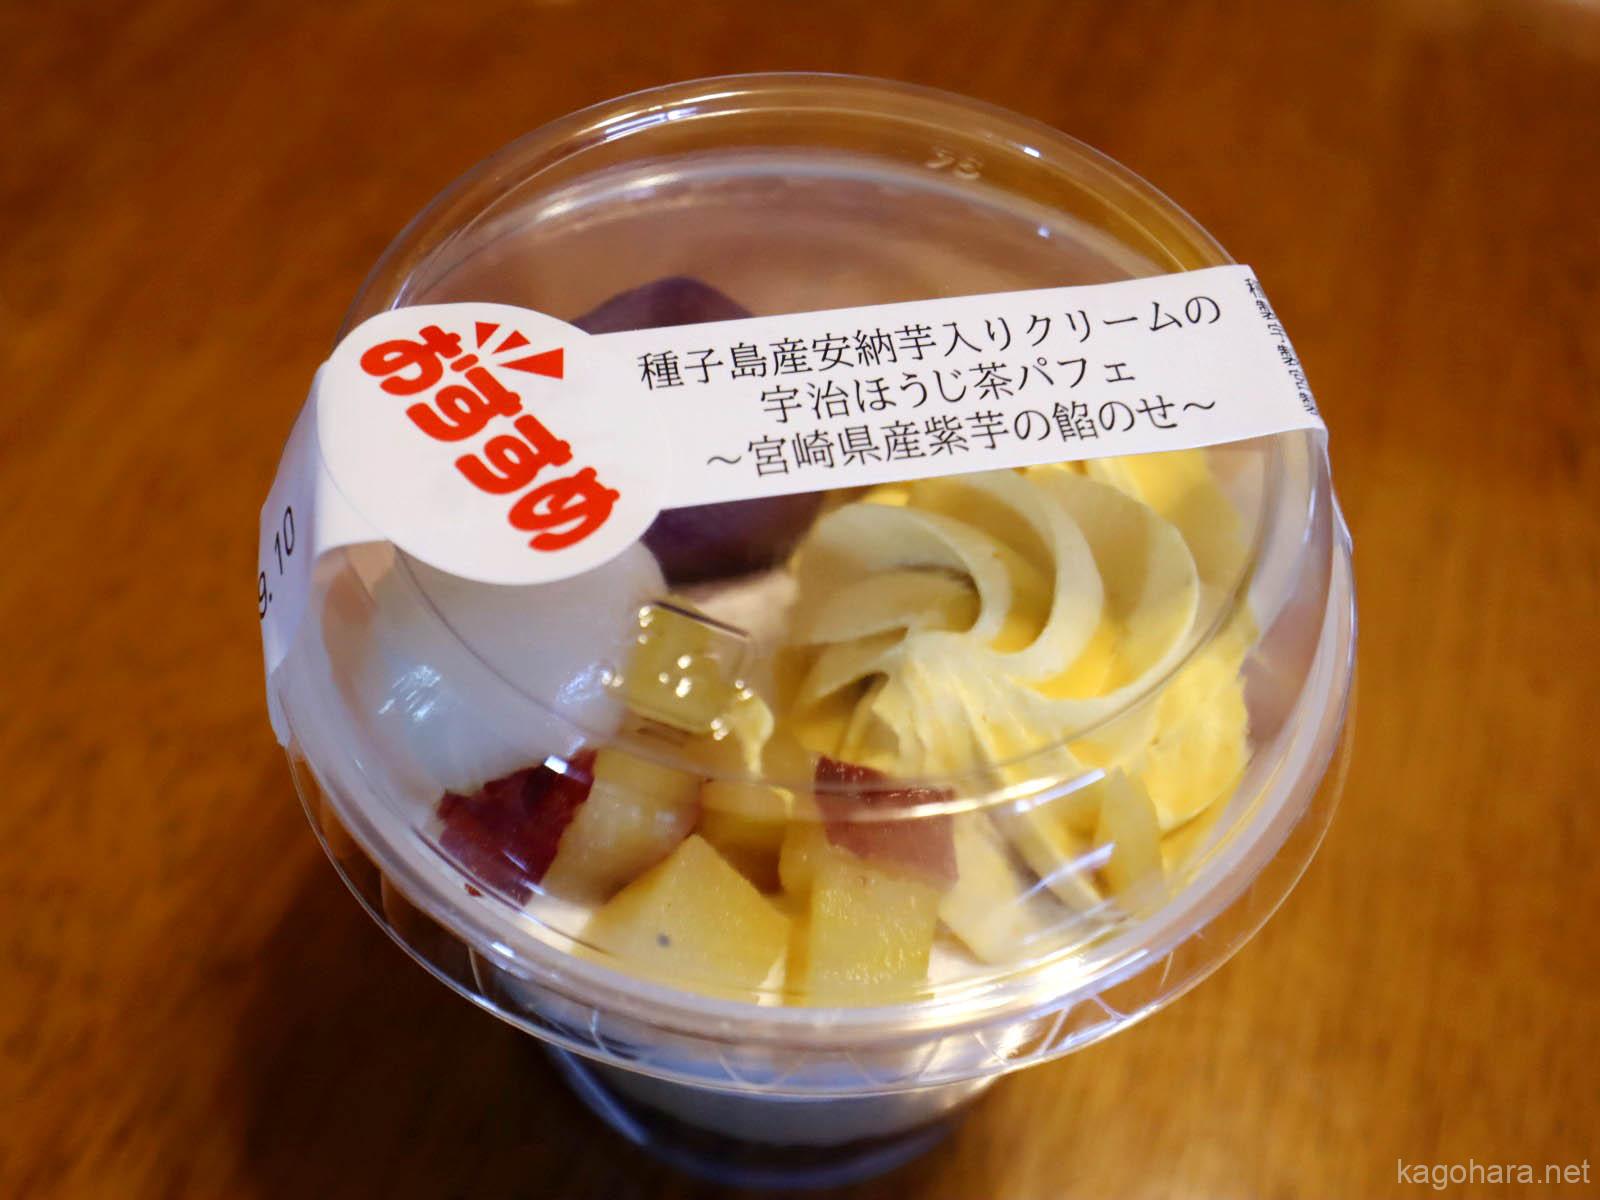 おすすめ
種子島産安納芋入りクリームの
宇治ほうじ茶パフェ
～宮崎県産紫芋の餡のせ～
9. 10
kagohara.net